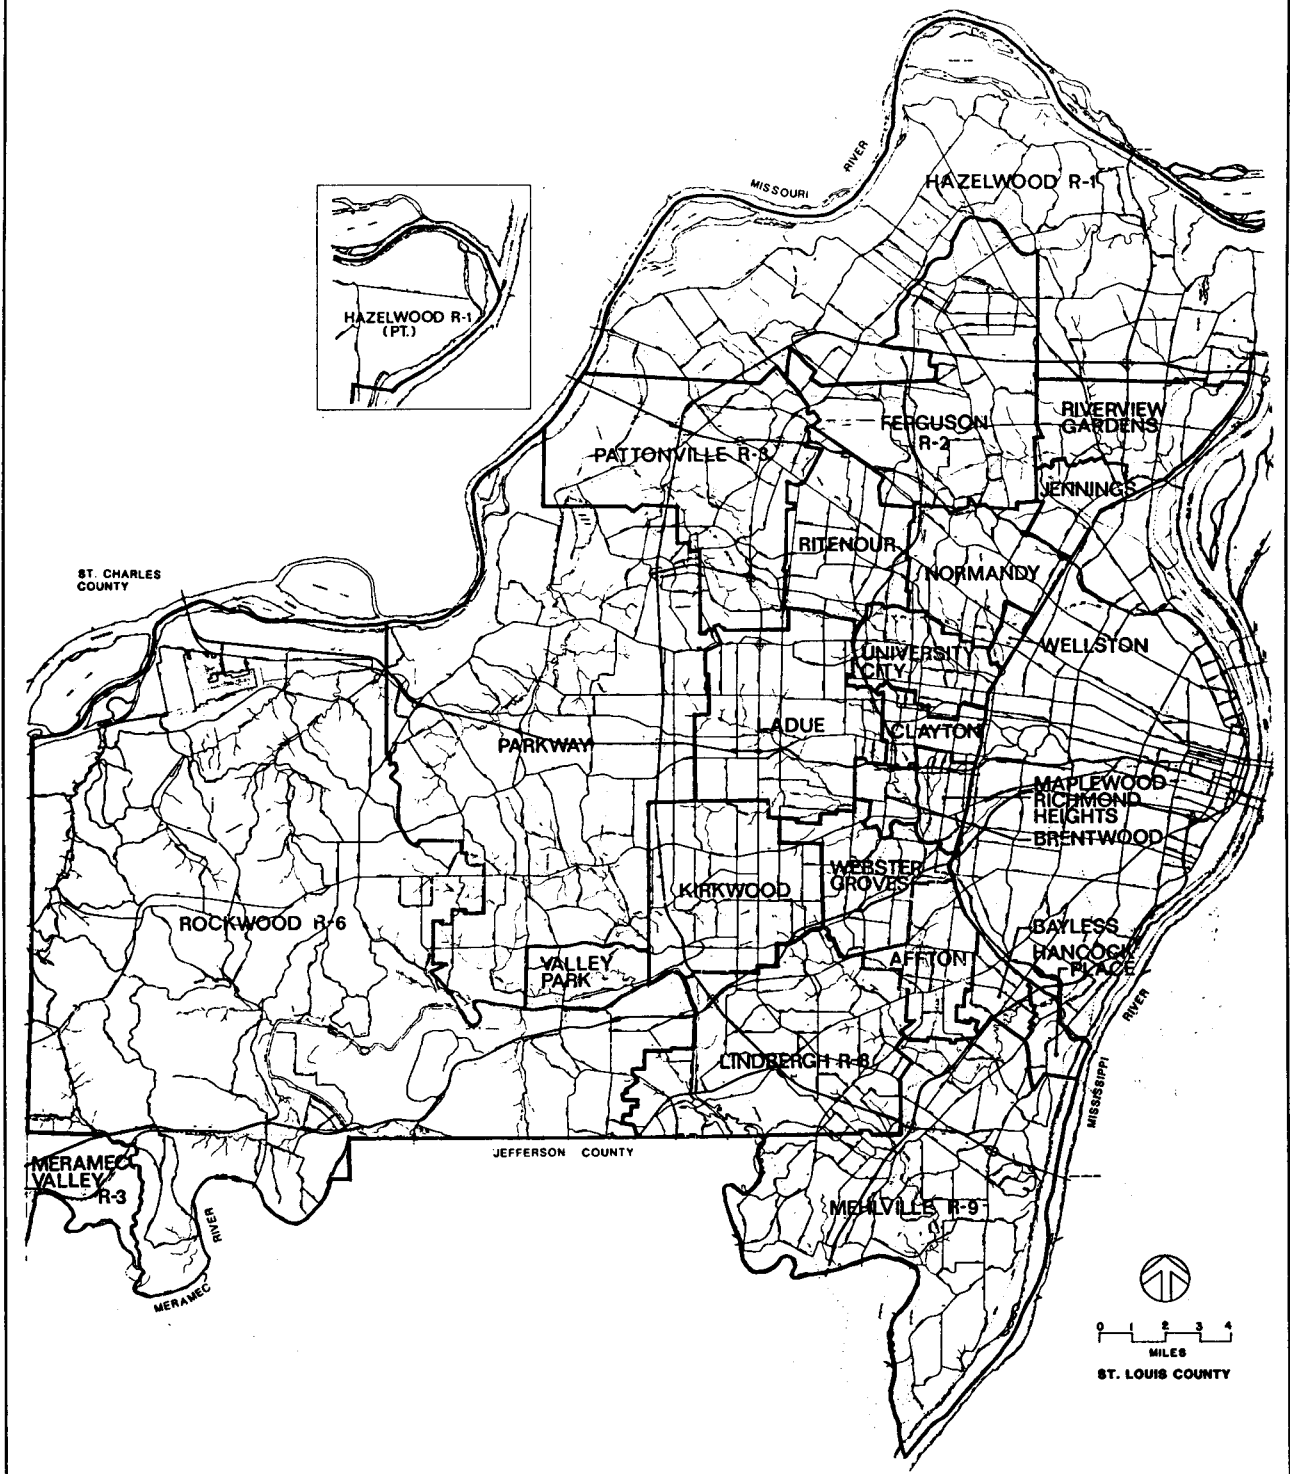 MISSOURI
RIVER
HAZELWOOD R-1
HAZELWOOD R-1
(PT.)
RIVERVIEW
GARDENS
FERGUSON
R-2
PATTONVILLE R-3
JENNINGS
RITENOUR
NORMANDY
ST. CHARLES
COUNTY
WELLSTON
UNIVERSITY
CITY
LADUE
CLAYTON
PARKWAY
MAPLEWOOD
RICHMOND
HEIGHTS
BRENTWOOD
WEBSTER
GROVES
KIRKWOOD
ROCKWOOD R-6
BAYLESS
HANCOCK
PLACE
AFFTON
VALLEY
PARK
RIVER
MISSISSIPPI
LINDBERGH R-8
JEFFERSON COUNTY
MERAMEC
VALLEY
R-3
MEHLVILLE R-9
RIVER
MERAMEC
0 1 2 3 4
MILES
ST. LOUIS COUNTY